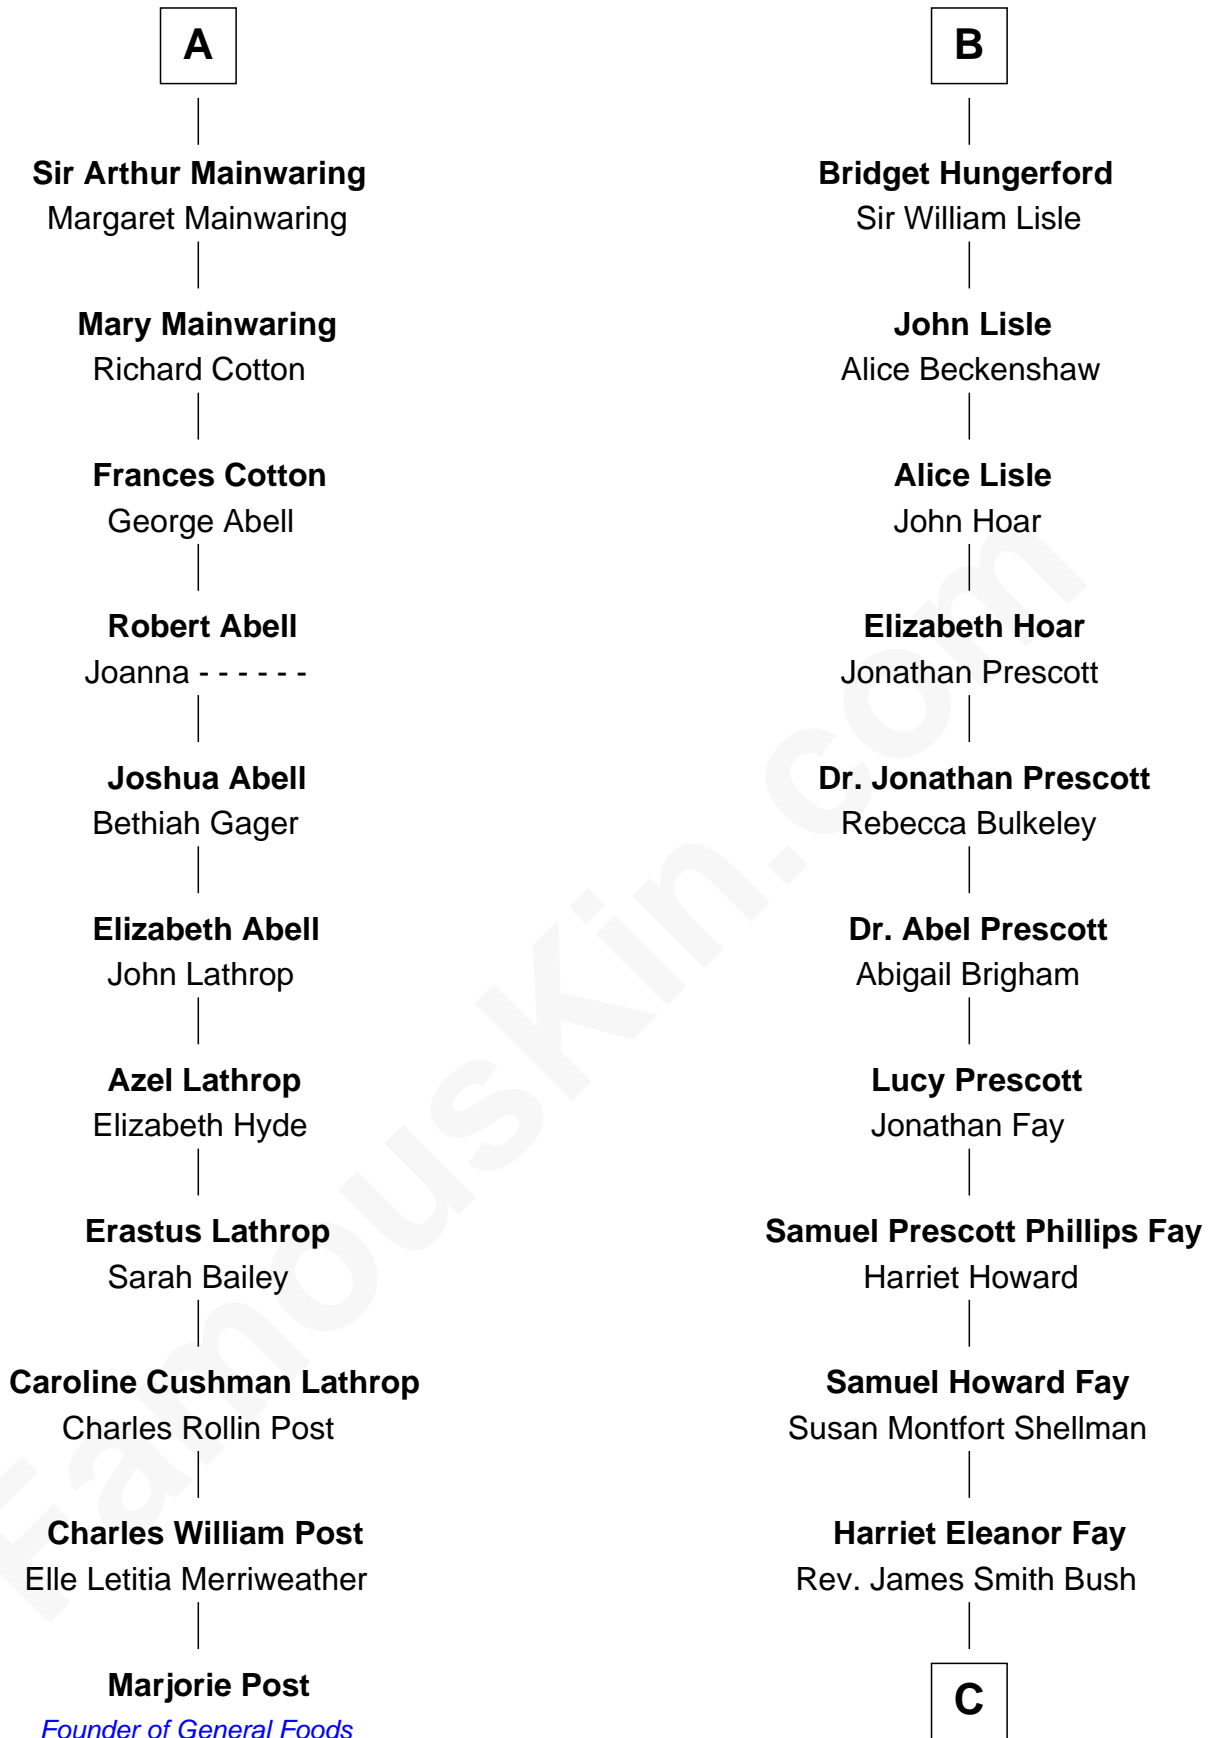 A
Sir Arthur Mainwaring
Margaret Mainwaring
Mary Mainwaring
Richard Cotton
Frances Cotton
George Abell
Robert Abell
Joanna - - - - - -
Joshua Abell
Bethiah Gager
Elizabeth Abell
John Lathrop
Azel Lathrop
Elizabeth Hyde
Erastus Lathrop
Sarah Bailey
Caroline Cushman Lathrop
Charles Rollin Post
Charles William Post
Elle Letitia Merriweather
Marjorie Post
Founder of General Foods
B
Bridget Hungerford
Sir William Lisle
John Lisle
Alice Beckenshaw
Alice Lisle
John Hoar
Elizabeth Hoar
Jonathan Prescott
Dr. Jonathan Prescott
Rebecca Bulkeley
Dr. Abel Prescott
Abigail Brigham
Lucy Prescott
Jonathan Fay
Samuel Prescott Phillips Fay
Harriet Howard
Samuel Howard Fay
Susan Montfort Shellman
Harriet Eleanor Fay
Rev. James Smith Bush
C
FamousKin.com